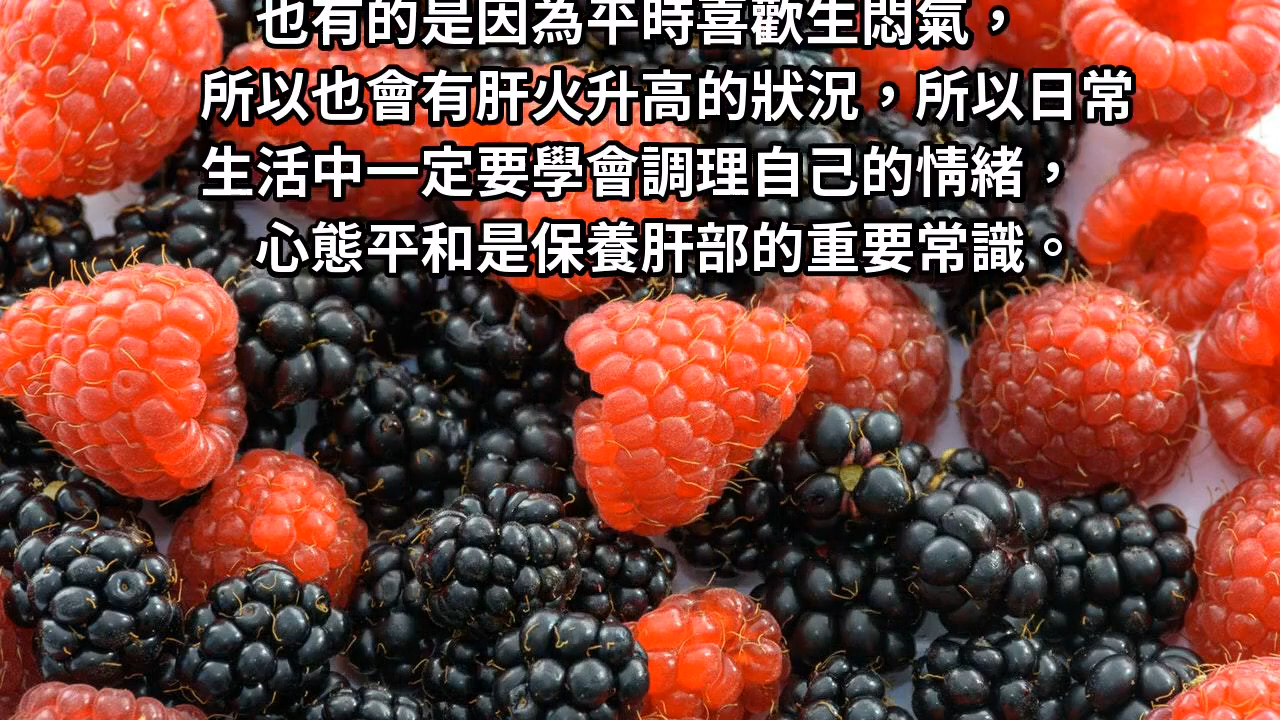 也有的是因為平時喜歡生悶氣，
所以也會有肝火升高的狀況，所以日常
生活中一定要學會調理自己的情緒，
心態平和是保養肝部的重要常識。